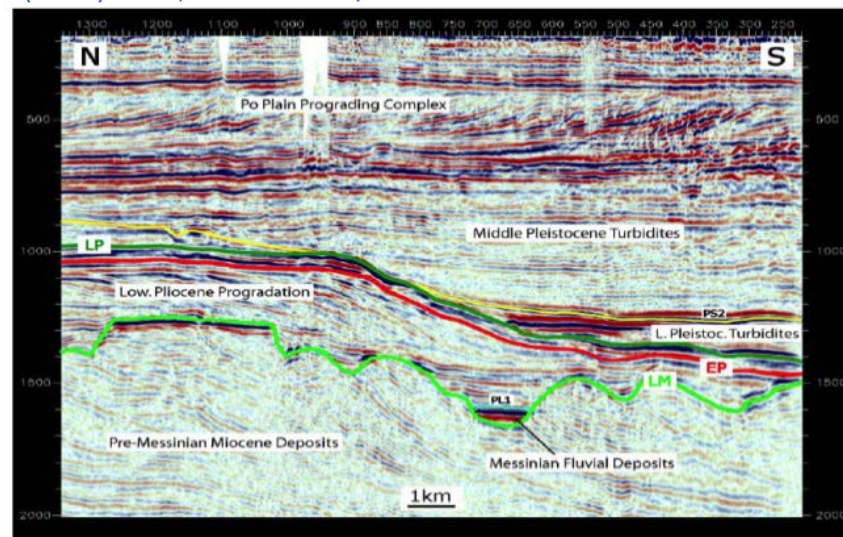 1300 1200 1100 1000 900 800 700 650 600 550 500 450 400 350 300 250
N
S
Po Plain Prograding Complex
500
500
Middle Pleistocene Turbidites
LP
1000
1000
Low. Pliocene Progradation
PS2
L. Pleistoc. Turbidites
EP
LM
1500
1500
PL1
Pre-Messinian Miocene Deposits
Messinian Fluvial Deposits
1km
2000
2000